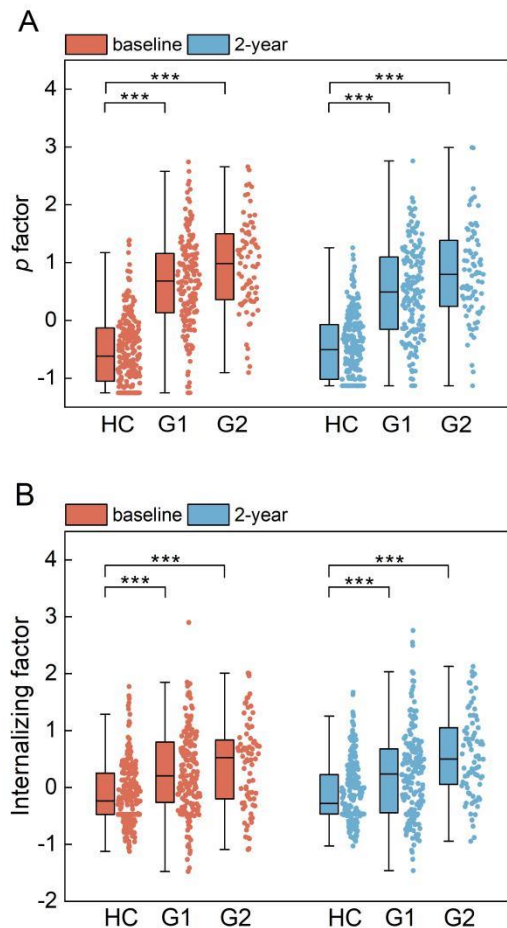 A
baseline 2-year
*** ***
*** ***
4
3
2
1
0
-1
p factor
HC G1 G2 HC G1 G2
B
baseline 2-year
*** ***
*** ***
4
3
2
1
0
-1
-2
Internalizing factor
HC G1 G2 HC G1 G2